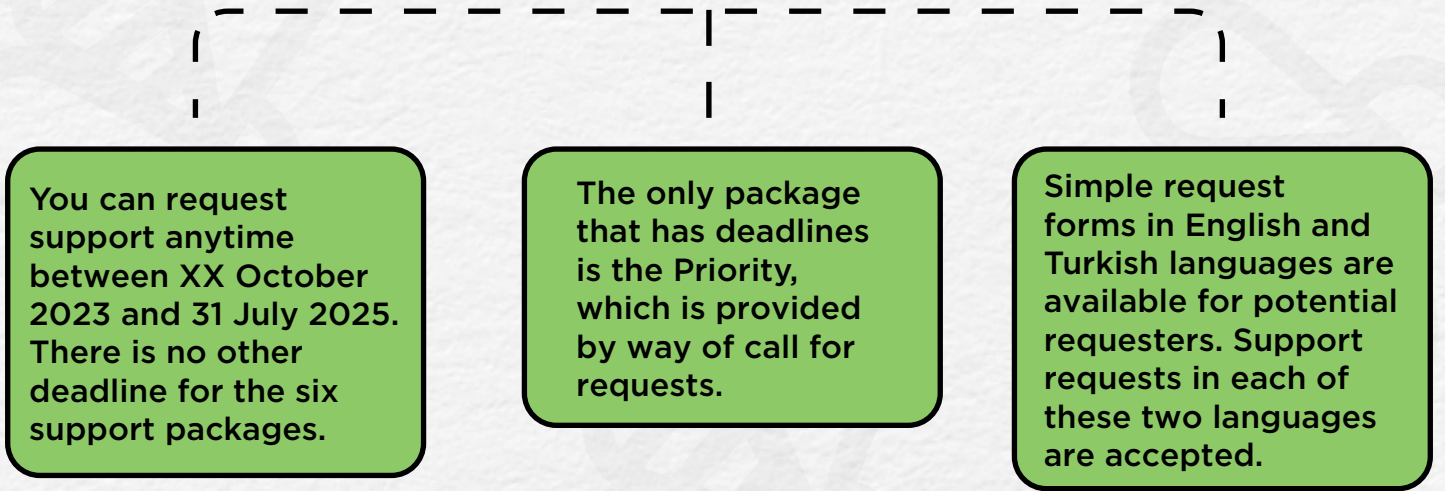 You can request
support anytime
between XX October
2023 and 31 July 2025.
There is no other
deadline for the six
support packages.
The only package
that has deadlines
is the Priority,
which is provided
by way of call for
requests.
Simple request
forms in English and
Turkish languages are
available for potential
requesters. Support
requests in each of
these two languages
are accepted.